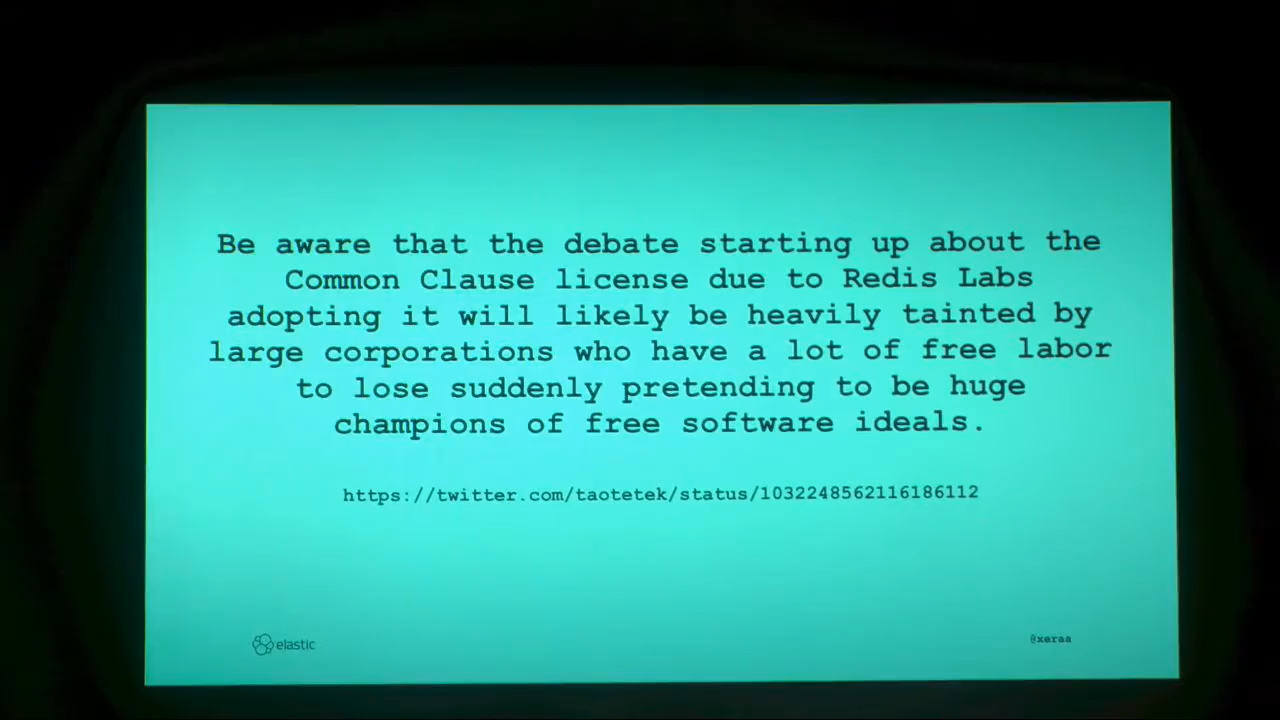 Be aware that the debate starting up about the
Common Clause license due to Redis Labs
adopting it will likely be heavily tainted by
large corporations who have a lot of free labor
to lose suddenly pretending to be huge
champions of free software ideals.
https://twitter.com/taotetek/status/1032248562116186112
elastic
@xeraa